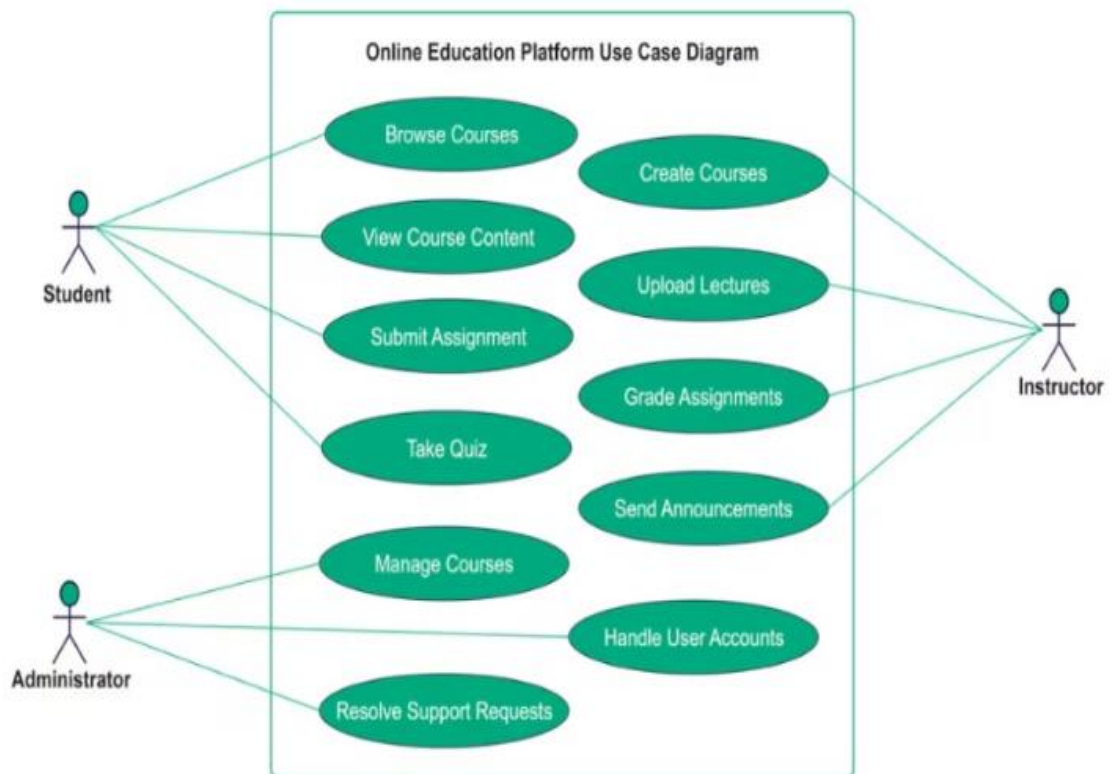 Online Education Platform Use Case Diagram
Browse Courses
Create Courses
View Course Content
Upload Lectures
Student
Submit Assignment
Instructor
Grade Assignments
Take Quiz
Send Announcements
Manage Courses
Handle User Accounts
Administrator
Resolve Support Requests